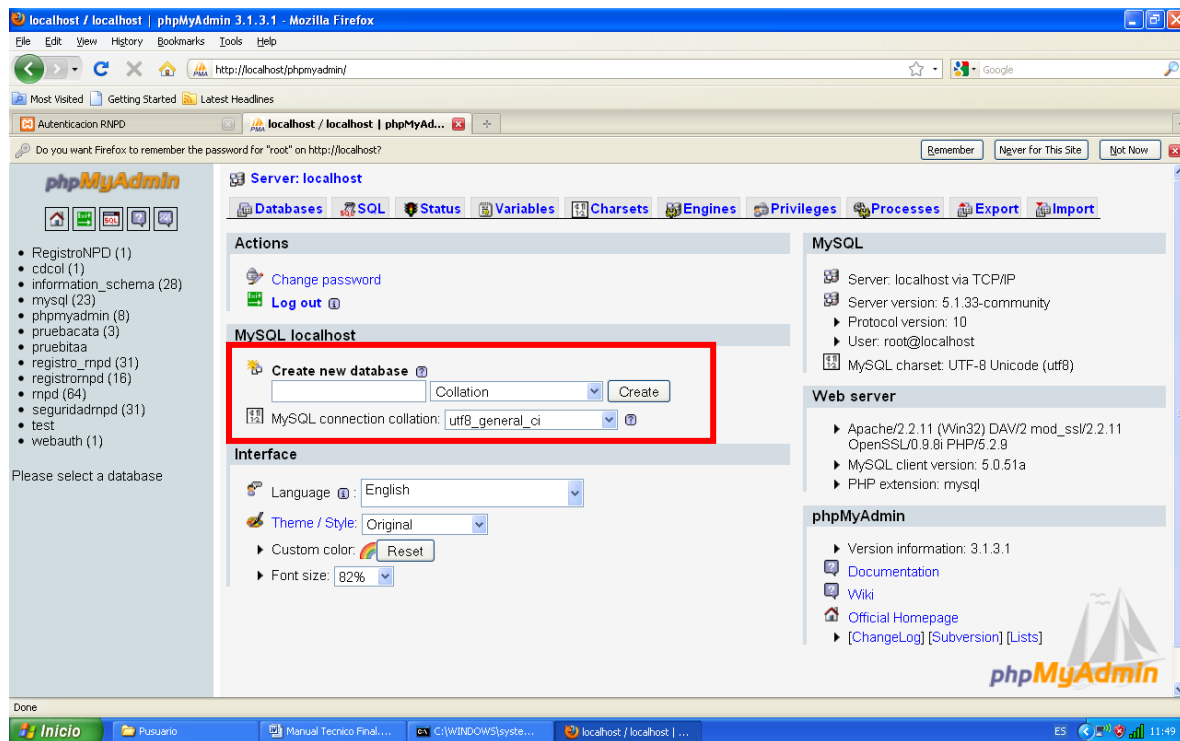 localhost / localhost | phpMyAdmin 3.1.3.1 - Mozilla Firefox
File Edit View History Bookmarks Tools Help
http://localhost/phpmyadmin/
Google
Most Visited Getting Started Latest Headlines
Autenticacion RNPD
localhost / localhost | phpMyAd...
Do you want Firefox to remember the password for "root" on http://localhost?
Remember Never for This Site Not Now
phpMyAdmin
RegistroNPD (1)
cdcol (1)
information_schema (28)
mysql (23)
phpmyadmin (8)
pruebacata (3)
pruebitaa
registro_rnpd (31)
registrornpd (16)
rnpd (64)
seguridadrnpd (31)
test
webauth (1)
Please select a database
Server: localhost
Databases SQL Status Variables Charsets Engines Privileges Processes Export Import
Actions
Change password
Log out
MySQL localhost
Create new database
Collation Create
MySQL connection collation: utf8_general_ci
Interface
Language : English
Theme / Style: Original
Custom color: Reset
Font size: 82%
MySQL
Server: localhost via TCP/IP
Server version: 5.1.33-community
Protocol version: 10
User: root@localhost
MySQL charset: UTF-8 Unicode (utf8)
Web server
Apache/2.2.11 (Win32) DAV/2 mod_ssl/2.2.11
OpenSSL/0.9.8i PHP/5.2.9
MySQL client version: 5.0.51a
PHP extension: mysql
phpMyAdmin
Version information: 3.1.3.1
Documentation
Wiki
Official Homepage
[ChangeLog] [Subversion] [Lists]
phpMyAdmin
Done
Inicio Pusuario Manual Tecnico Final.... C:\WINDOWS\syste... localhost / localhost | ... ES 11:49